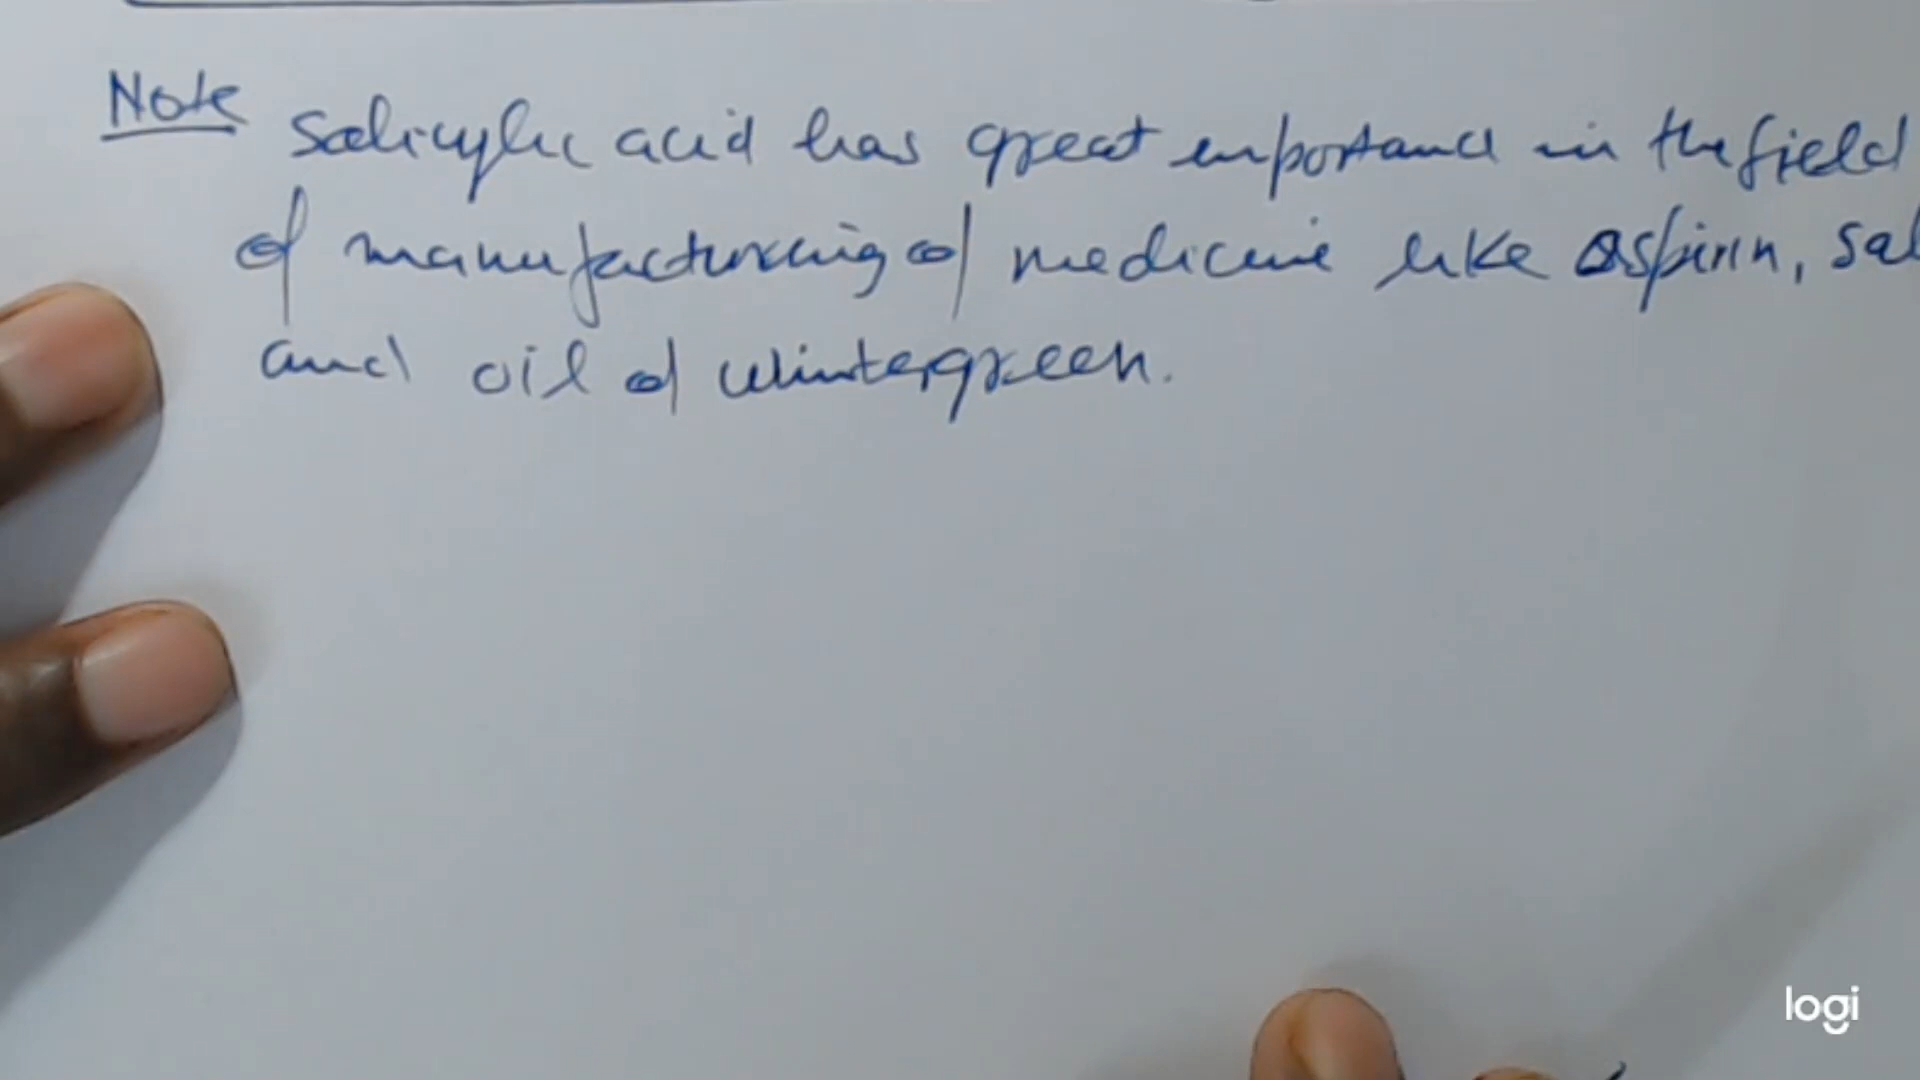 Note Salicylic acid has great importance in the field
of manufacturing of medicine like Aspirin, sal
and oil of wintergreen.
logi